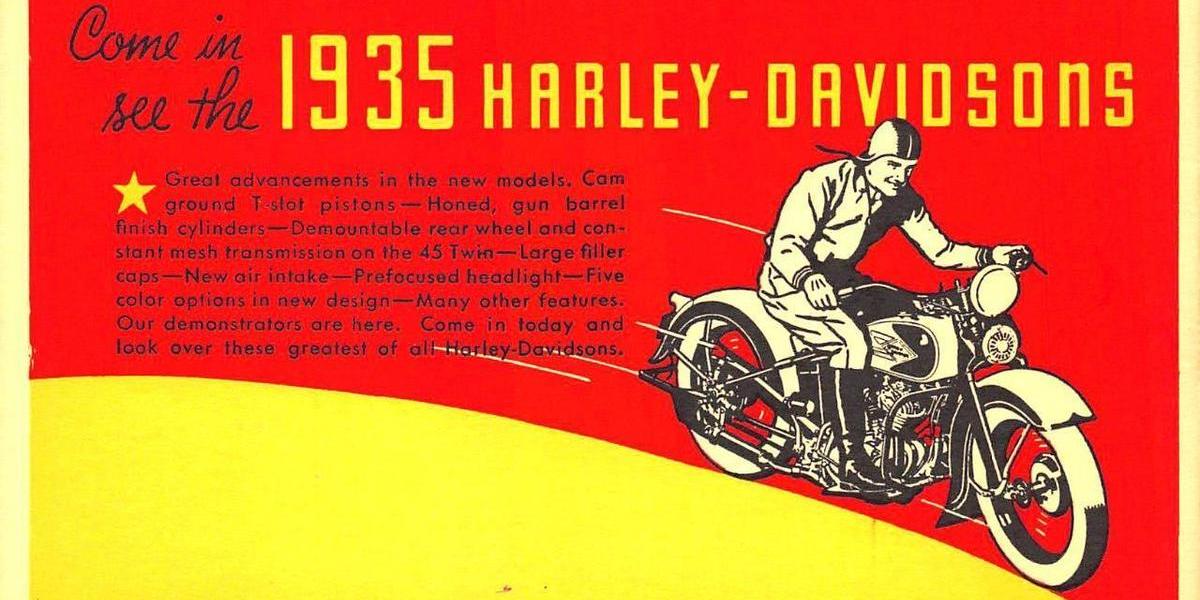 Come in
see the
1935 HARLEY-DAVIDSONS
Great advancements in the new models. Cam
ground T-slot pistons—Honed, gun barrel
finish cylinders—Demountable rear wheel and con-
stant mesh transmission on the 45 Twin—Large filler
caps—New air intake—Prefocused headlight—Five
color options in new design—Many other features.
Our demonstrators are here. Come in today and
look over these greatest of all Harley-Davidsons.